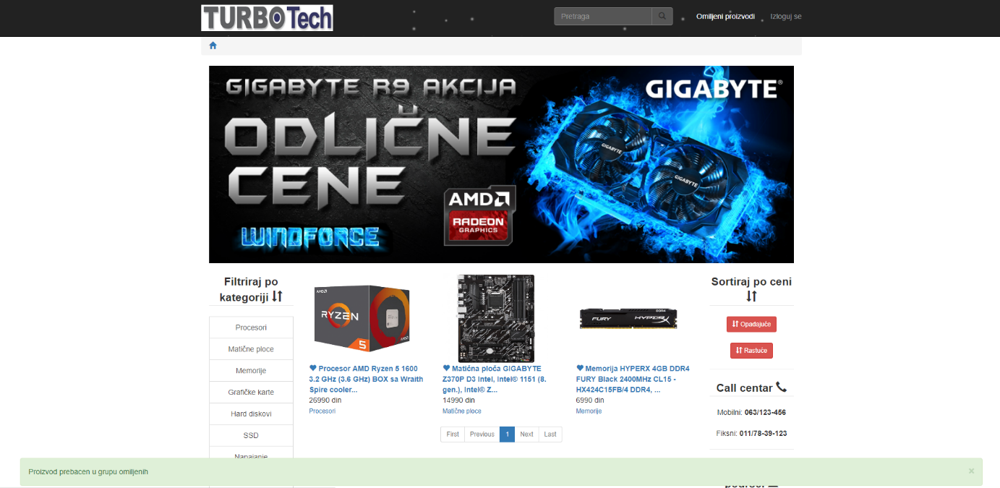 TURBOTech
Pretraga
Omiljeni proizvodi
Izloguj se
GIGABYTE R9 AKCIJA
ODLIČNE
CENE
WINDFORCE
AMD
RADEON
GRAPHICS
GIGABYTE®
GIGABYTE
GIGABYTE
Filtriraj po
kategoriji
Procesori
Matične ploce
Memorije
Grafičke karte
Hard diskovi
SSD
Napajanje
AMD
RYZEN
5
AMD
Procesor AMD Ryzen 5 1600
3.2 GHz (3.6 GHz) BOX sa Wraith
Spire cooler...
26990 din
Procesori
Matična ploča GIGABYTE
Z370P D3 Intel, Intel® 1151 (8.
gen.), Intel® Z...
14990 din
Matične ploce
DDR4
FURY
HYPERX
Memorija HYPERX 4GB DDR4
FURY Black 2400MHz CL15 -
HX424C15FB/4 DDR4, ...
6990 din
Memorije
First Previous 1 Next Last
Sortiraj po ceni
Opadajuće
Rastuće
Call centar
Mobilni: 063/123-456
Fiksni: 011/78-39-123
Proizvod prebacen u grupu omiljenih
×